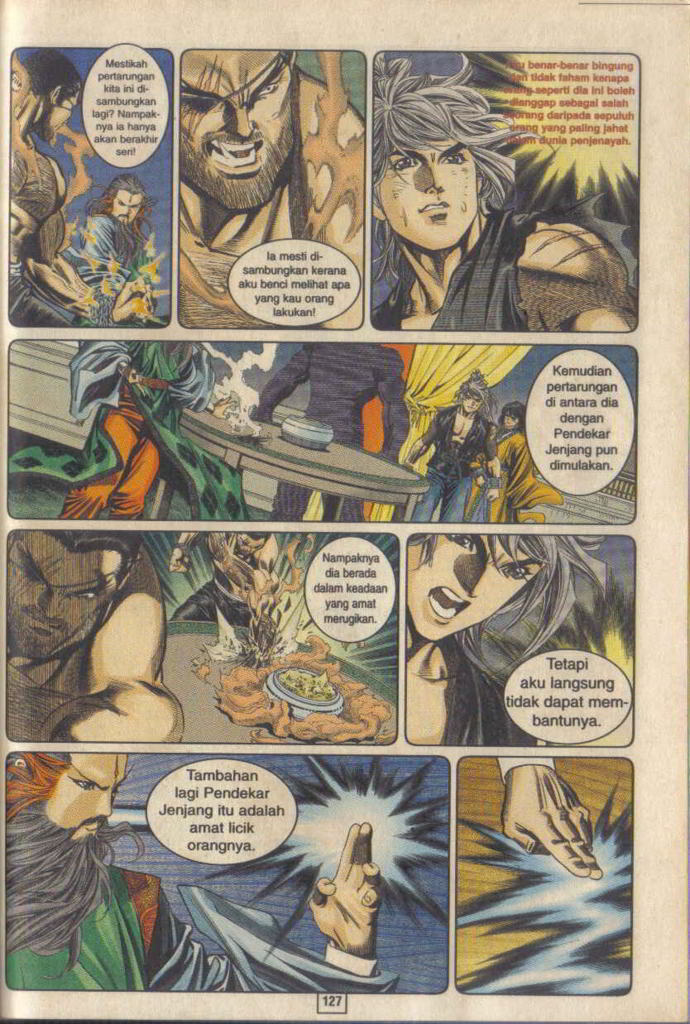 Mestikah
pertarungan
kita ini di-
sambungkan
lagi? Nampak-
nya ia hanya
akan berakhir
seri!
Ia mesti di-
sambungkan kerana
aku benci melihat apa
yang kau orang
lakukan!
Aku benar-benar bingung
dan tidak faham kenapa
orang seperti dia ini boleh
dianggap sebagai salah
seorang daripada sepuluh
orang yang paling jahat
dalam dunia penjenayah.
Kemudian
pertarungan
di antara dia
dengan
Pendekar
Jenjang pun
dimulakan.
Nampaknya
dia berada
dalam keadaan
yang amat
merugikan.
Tetapi
aku langsung
tidak dapat mem-
bantunya.
Tambahan
lagi Pendekar
Jenjang itu adalah
amat licik
orangnya.
127